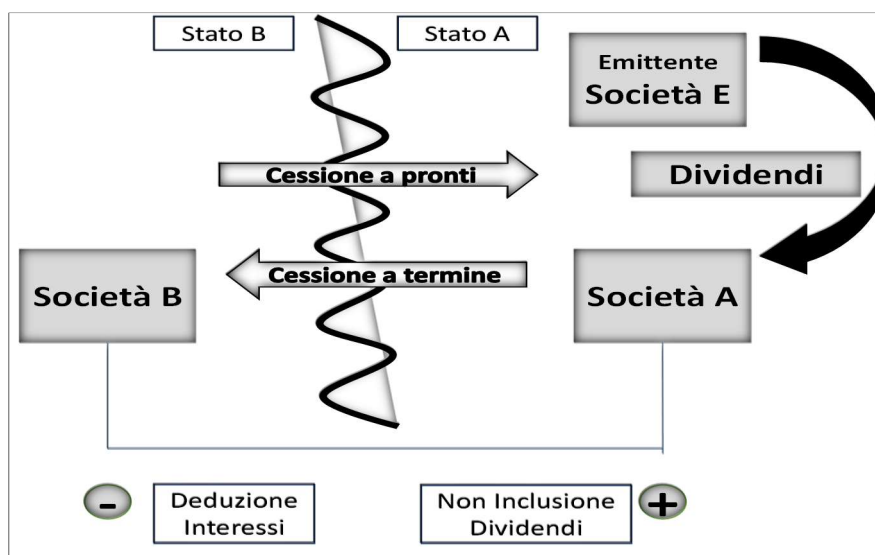 Stato B
Stato A
Emittente
Società E
Cessione a pronti
Dividendi
Cessione a termine
Società B
Società A
-
Deduzione
Interessi
Non Inclusione
Dividendi
+